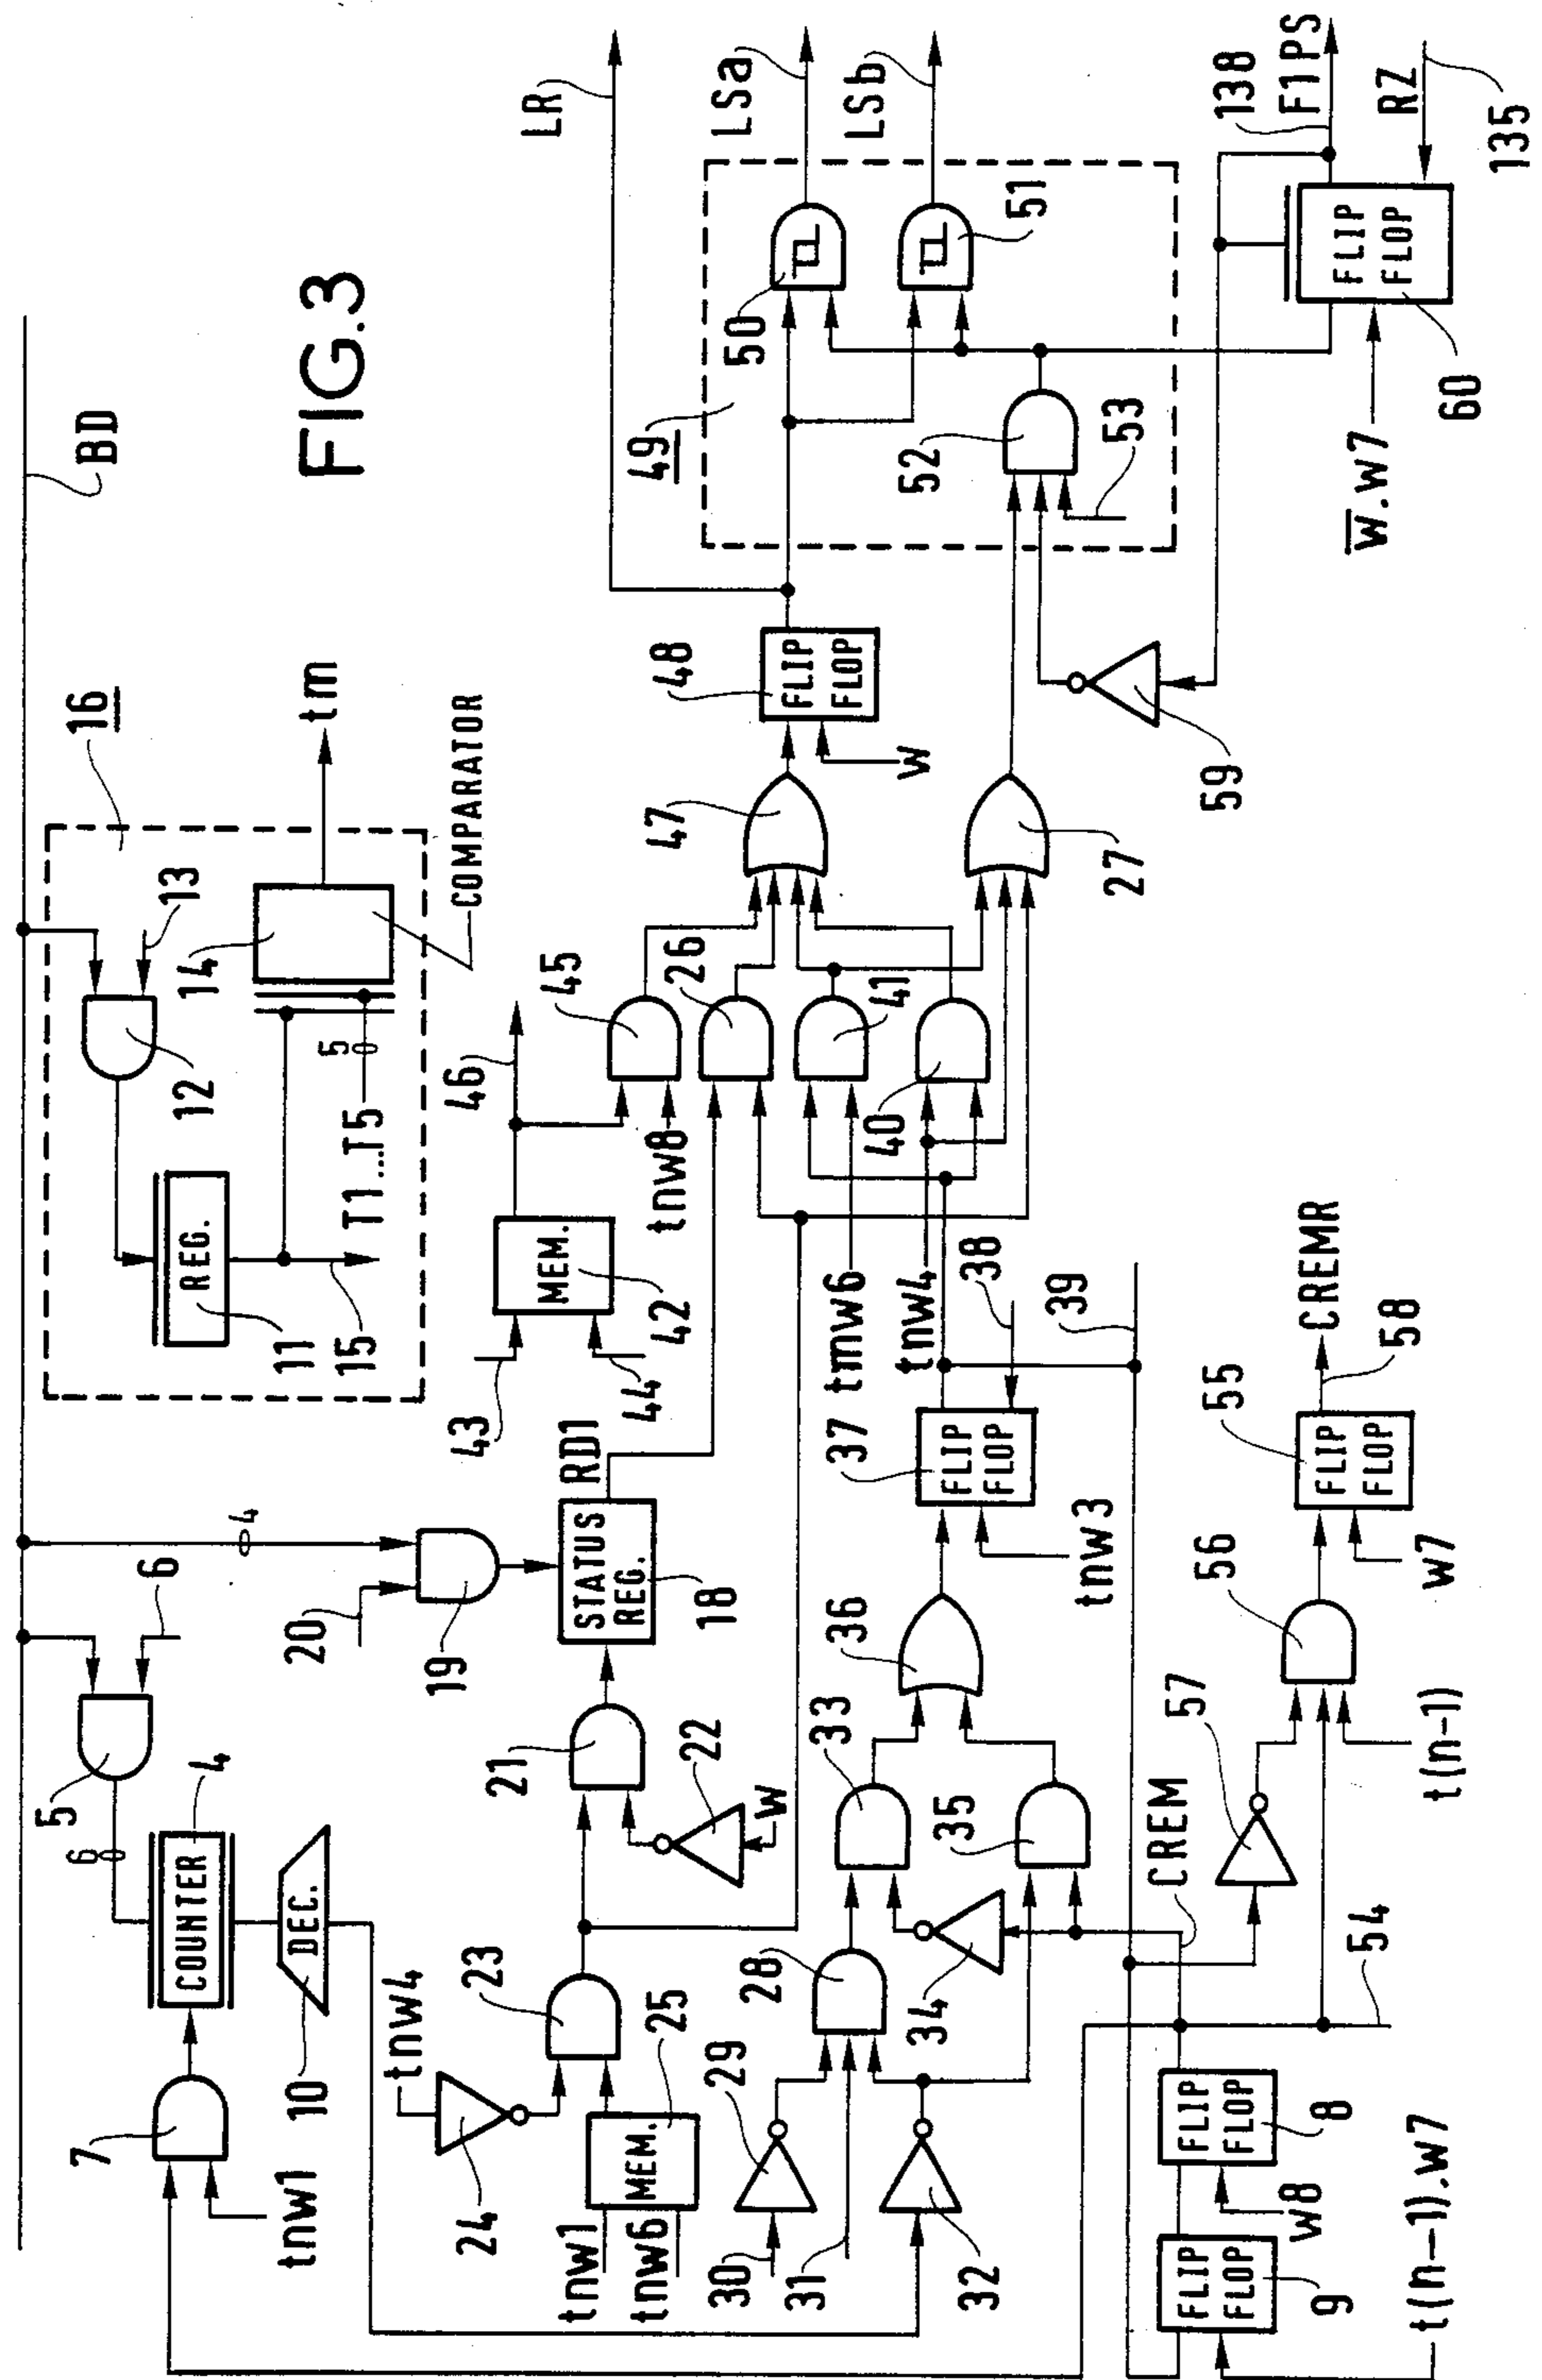 FIG.3
BD
16
tm
COMPARATOR
13
14
12
5
T1...T5
REG.
11
15
6
5
6
4
COUNTER
DEC.
10
7
tnw1
4
20
19
STATUS
REG.
18
RD1
21
22
w
tnw4
23
24
MEM.
25
tnw1
tnw6
43
44
MEM.
42
46
45
tnw8
26
41
40
tmw6
tnw4
47
27
48
FLIP
FLOP
w
LR
LSa
LSb
49
50
51
52
53
59
FLIP
FLOP
60
w.w7
138
F1PS
RZ
135
28
29
30
31
32
33
34
35
36
37
FLIP
FLOP
38
39
tnw3
CREM
54
FLIP
FLOP
8
w8
FLIP
FLOP
9
t(n-1).w7
57
56
t(n-1)
55
FLIP
FLOP
w7
58
CREMR